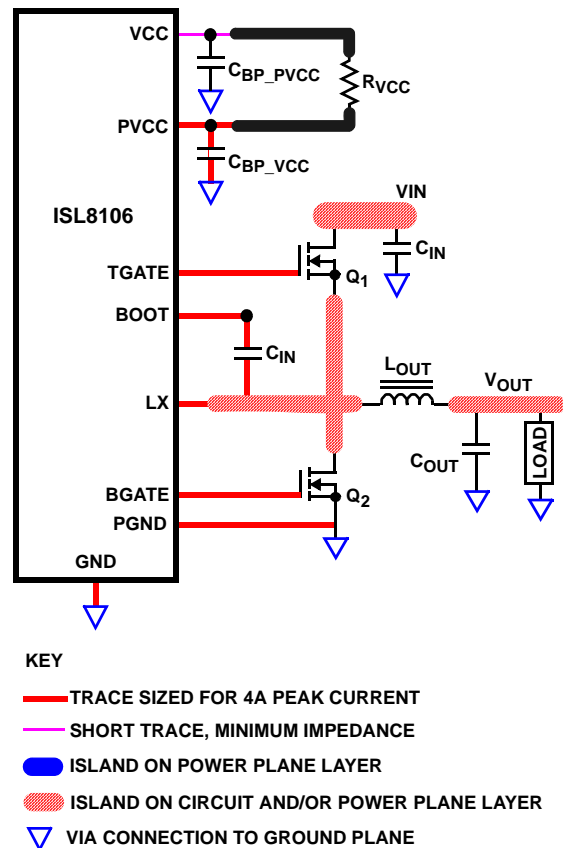 VCC
CBP_PVCC
RVCC
PVCC
CBP_VCC
ISL8106
VIN
CIN
TGATE
Q1
BOOT
CIN
LOUT
VOUT
LX
COUT
LOAD
BGATE
Q2
PGND
GND
KEY
TRACE SIZED FOR 4A PEAK CURRENT
SHORT TRACE, MINIMUM IMPEDANCE
ISLAND ON POWER PLANE LAYER
ISLAND ON CIRCUIT AND/OR POWER PLANE LAYER
VIA CONNECTION TO GROUND PLANE